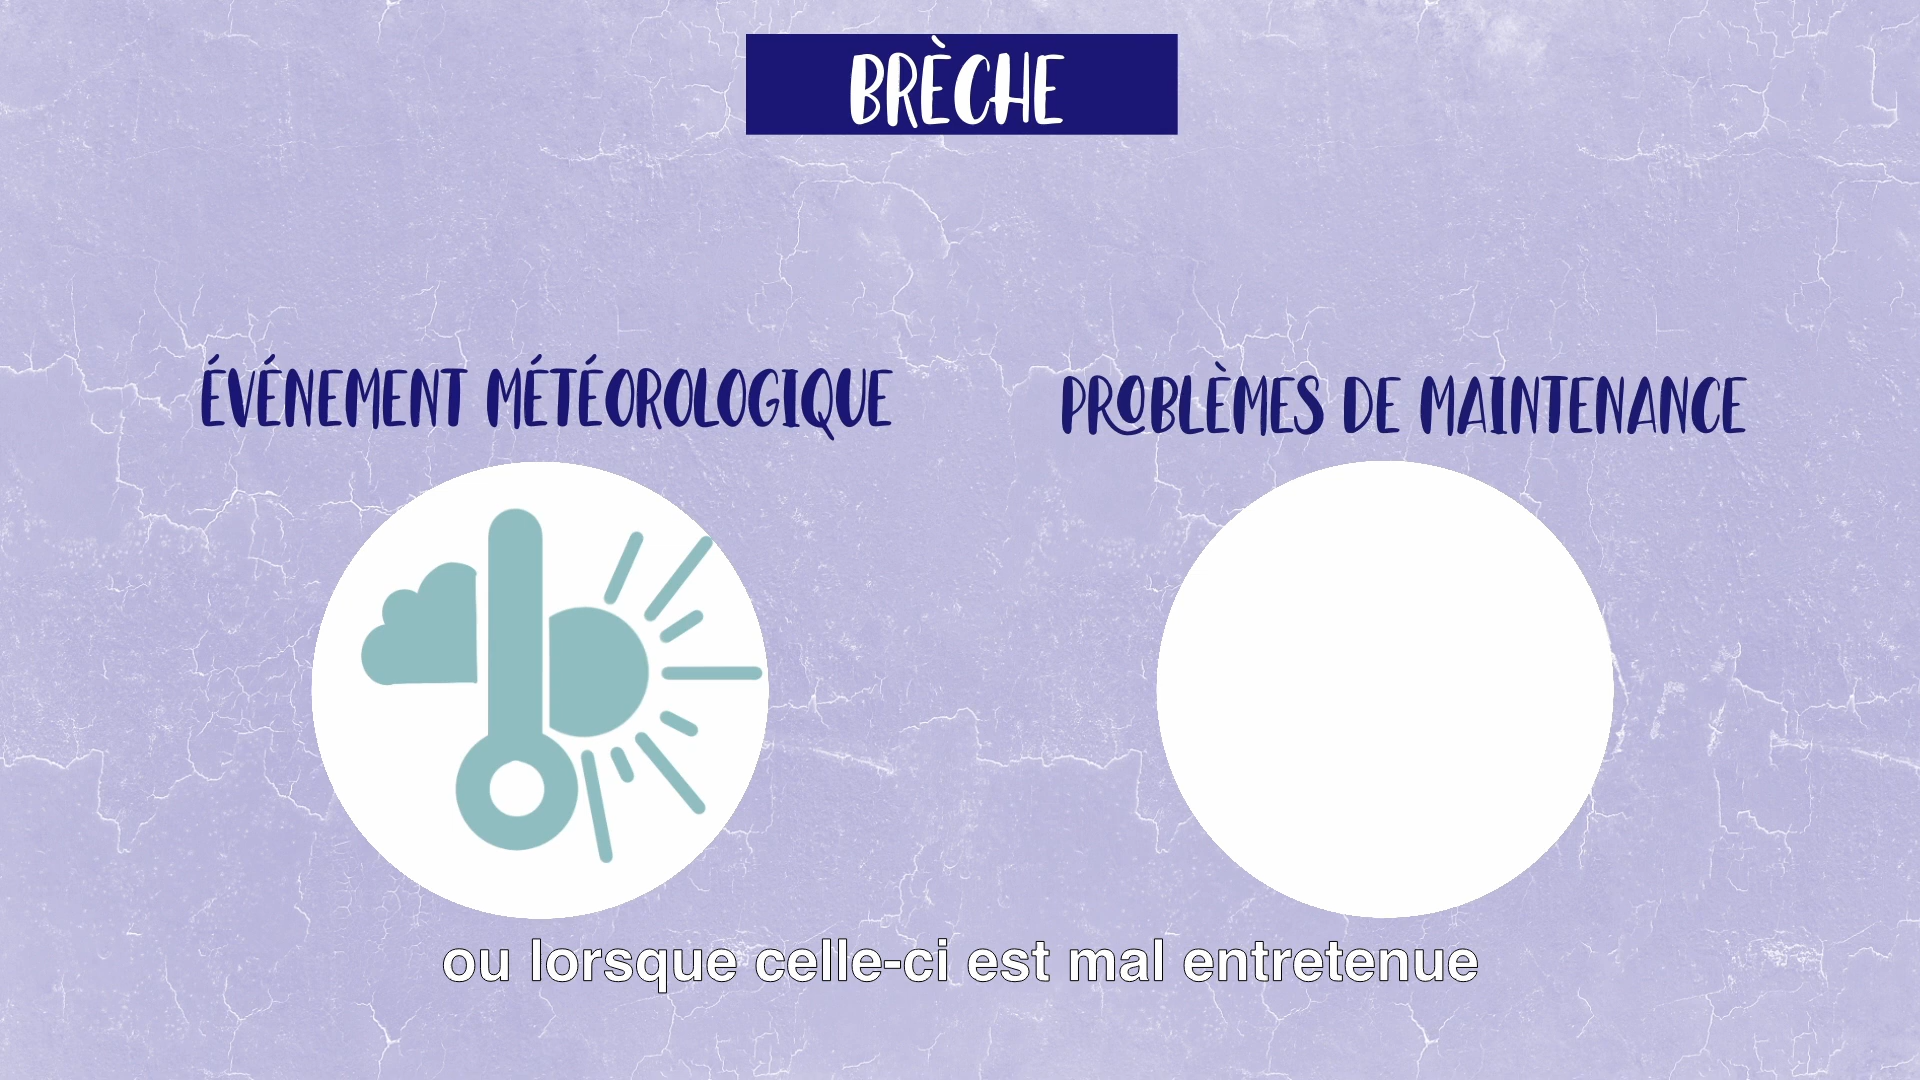 BRÈCHE
ÉVÉNEMENT MÉTÉOROLOGIQUE
PROBLÈMES DE MAINTENANCE
ou lorsque celle-ci est mal entretenue